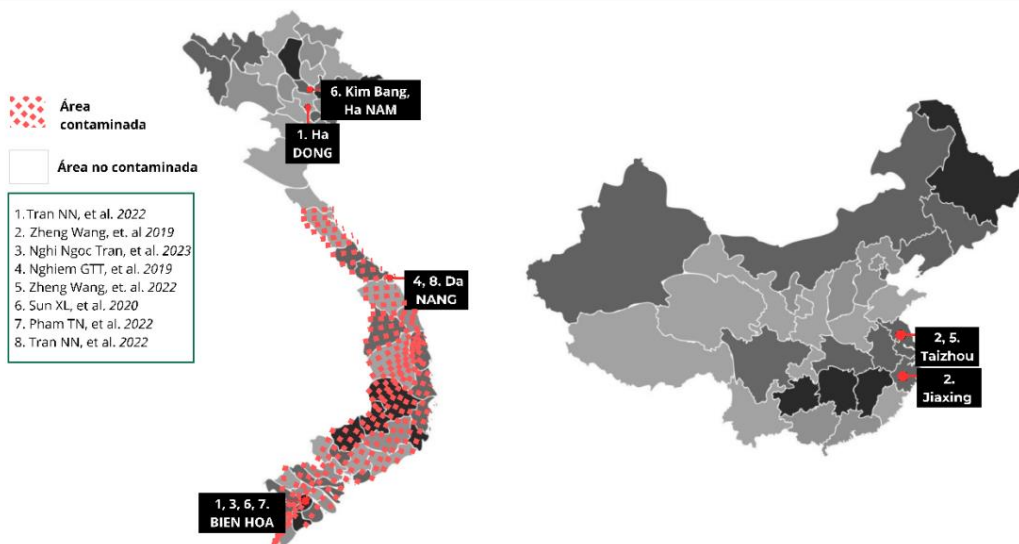 Área
contaminada
Área no contaminada
1. Tran NN, et al. 2022
2. Zheng Wang, et. al 2019
3. Nghi Ngoc Tran, et al. 2023
4. Nghiem GTT, et al. 2019
5. Zheng Wang, et al. 2022
6. Sun XL, et al. 2020
7. Pham TN, et al. 2022
8. Tran NN, et al. 2022
6. Kim Bang,
Ha NAM
1. Ha
DONG
4, 8. Da
NANG
1, 3, 6, 7.
BIEN HOA
2, 5.
Taizhou
2.
Jiaxing